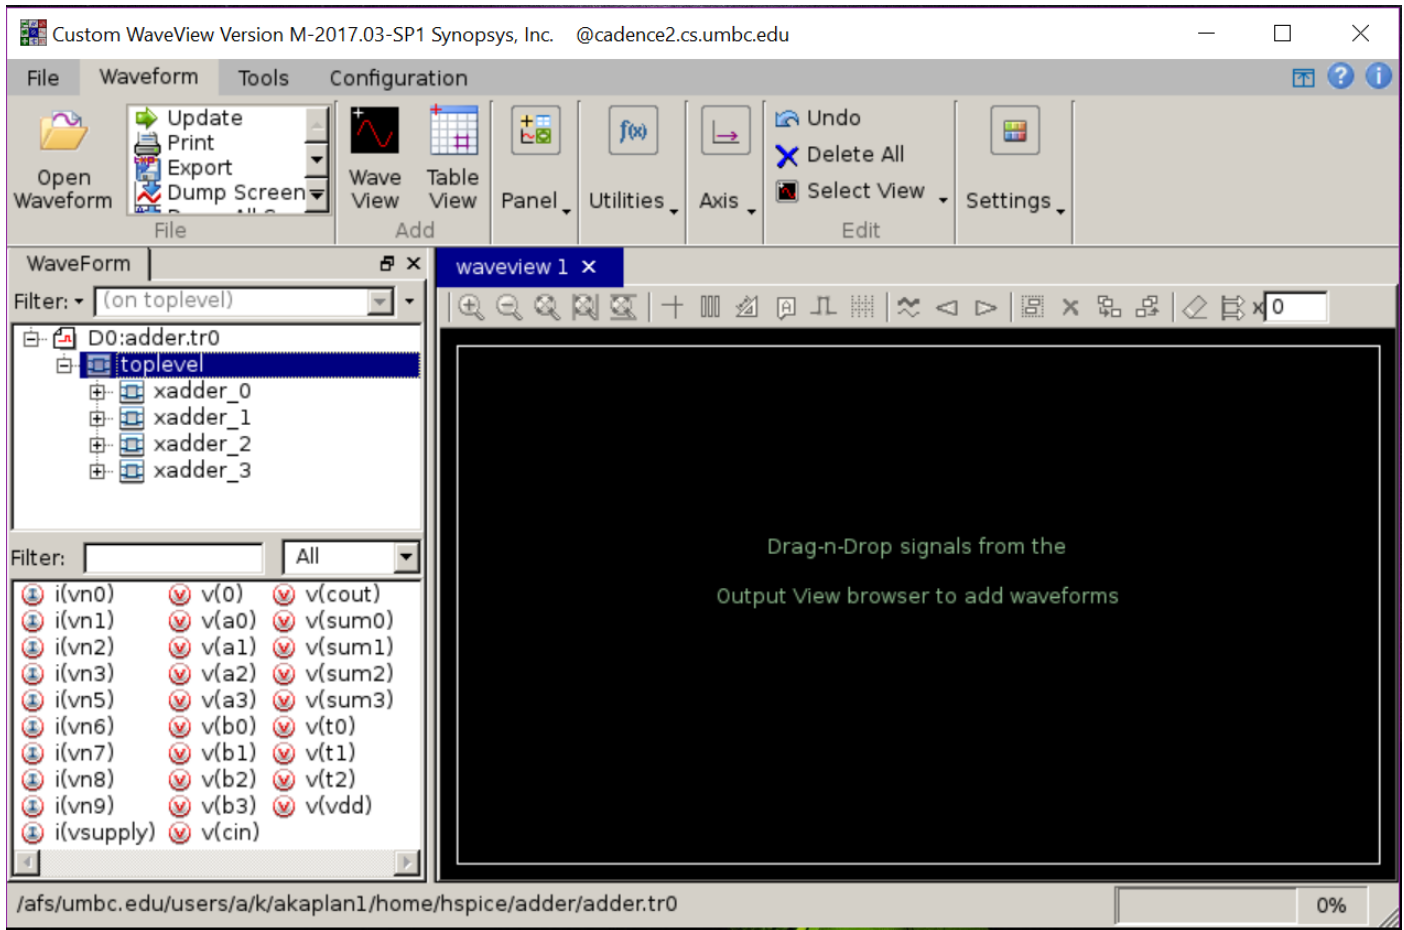 Custom WaveView Version M-2017.03-SP1 Synopsys, Inc. @cadence2.cs.umbc.edu
File Waveform Tools Configuration
Open Waveform
Update
Print
Export
Dump Screen
File
Wave View
Table View
Add
Panel
Utilities
f(x)
Axis
Undo
Delete All
Select View
Edit
Settings
WaveForm
Filter: (on toplevel)
D0:adder.tr0
toplevel
xadder_0
xadder_1
xadder_2
xadder_3
Filter: All
i(vn0) v(0) v(cout)
i(vn1) v(a0) v(sum0)
i(vn2) v(a1) v(sum1)
i(vn3) v(a2) v(sum2)
i(vn5) v(a3) v(sum3)
i(vn6) v(b0) v(t0)
i(vn7) v(b1) v(t1)
i(vn8) v(b2) v(t2)
i(vn9) v(b3) v(vdd)
i(vsupply) v(cin)
waveview 1
x 0
Drag-n-Drop signals from the
Output View browser to add waveforms
/afs/umbc.edu/users/a/k/akaplan1/home/hspice/adder/adder.tr0
0%